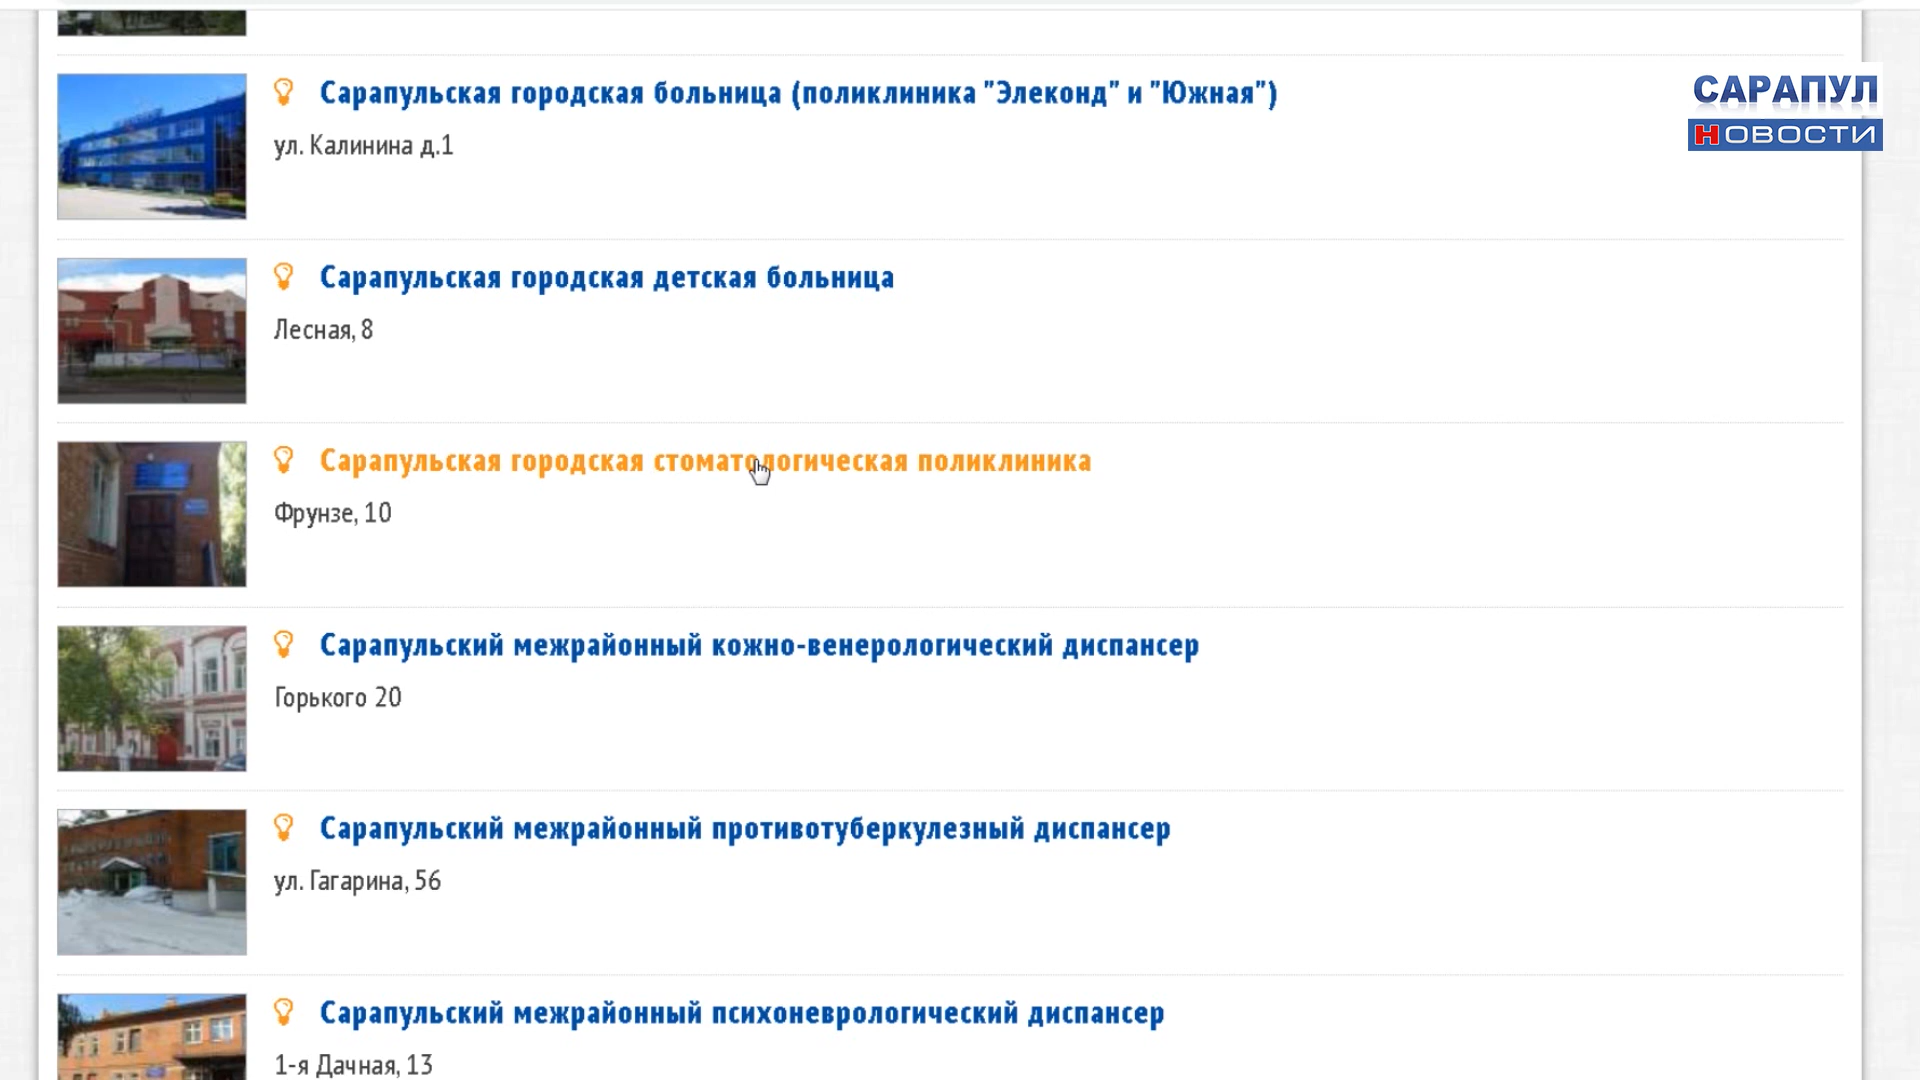 Сарапульская городская больница (поликлиника "Элеконд" и "Южная")
ул. Калинина д.1
САРАПУЛ
НОВОСТИ
Сарапульская городская детская больница
Лесная, 8
Сарапульская городская стоматологическая поликлиника
Фрунзе, 10
Сарапульский межрайонный кожно-венерологический диспансер
Горького 20
Сарапульский межрайонный противотуберкулезный диспансер
ул. Гагарина, 56
Сарапульский межрайонный психоневрологический диспансер
1-я Дачная, 13